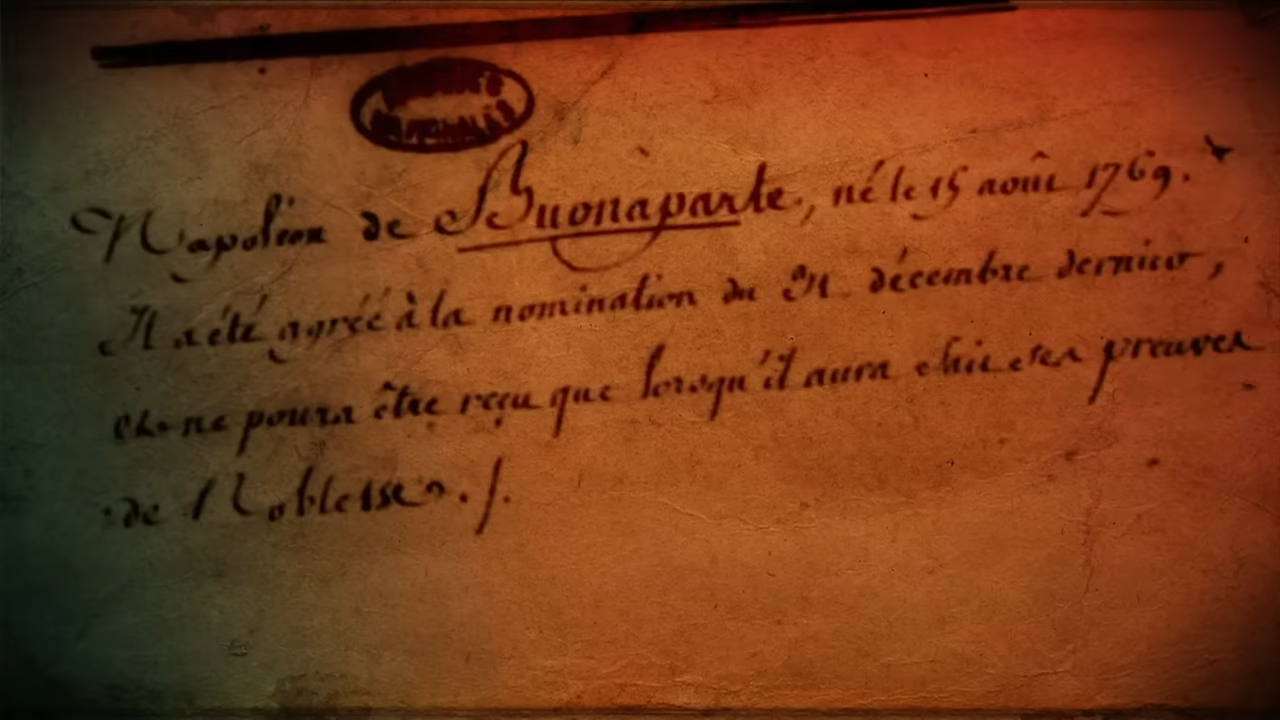 Napoléon de Buonaparte, né le 15 août 1769.
Il a été agréé à la nomination du 31 décembre dernier,
et ne poura être reçu que lorsqu'il aura fait ses preuves
de Noblesse. /.